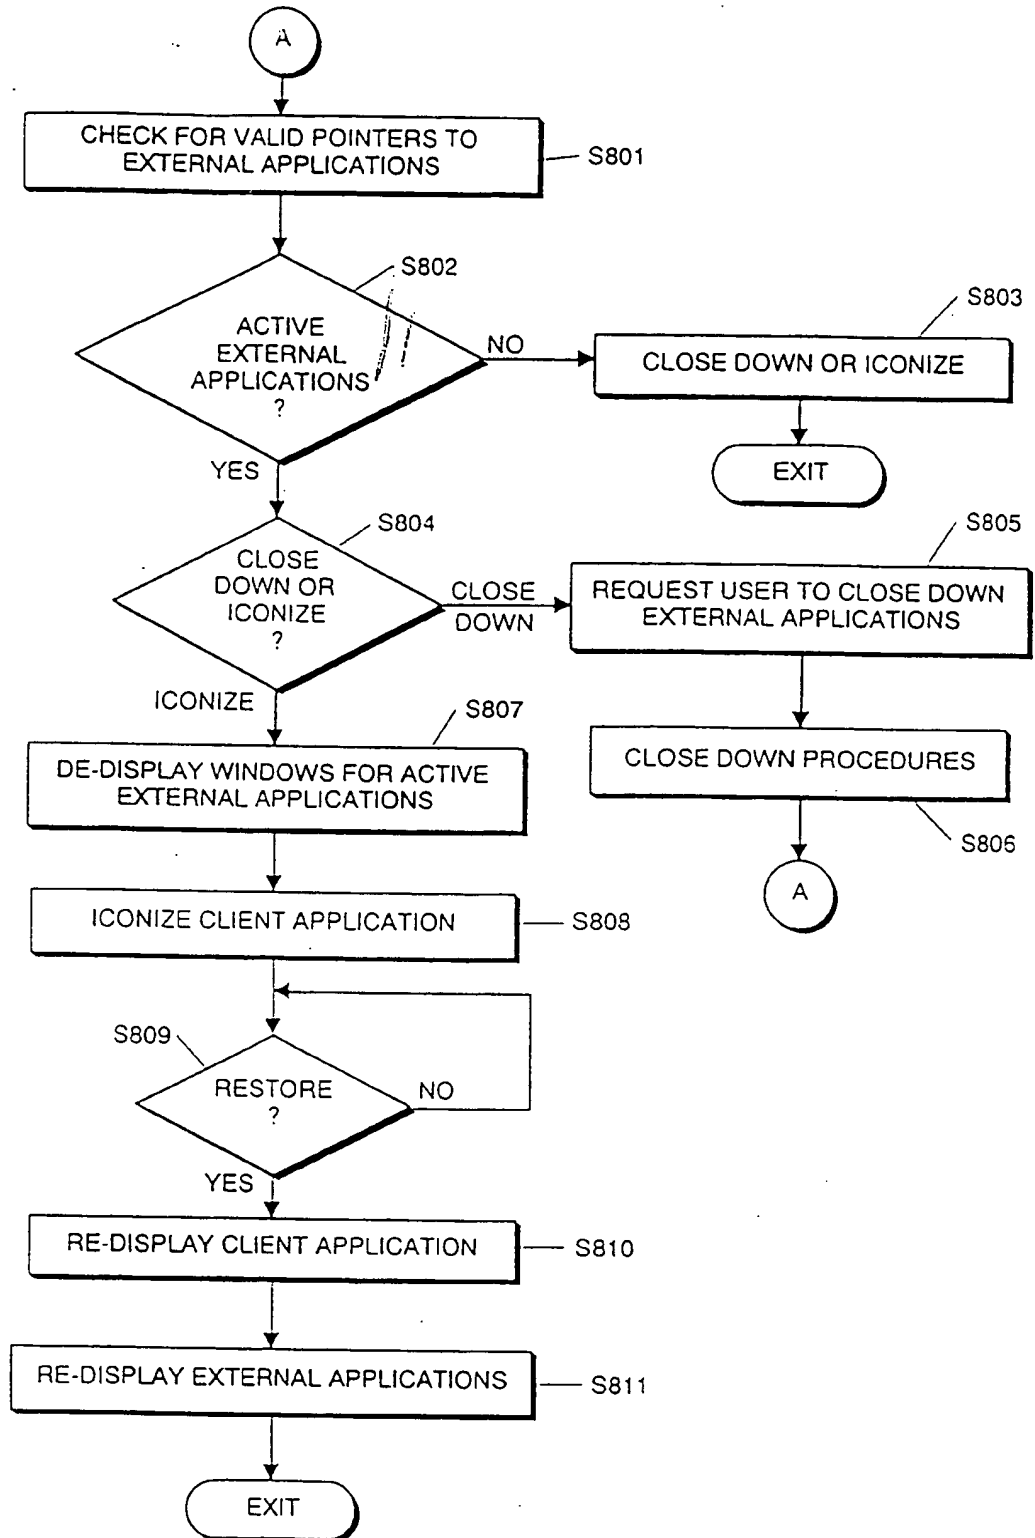 A
CHECK FOR VALID POINTERS TO
EXTERNAL APPLICATIONS
S801
S802
ACTIVE
EXTERNAL
APPLICATIONS
?
NO
S803
CLOSE DOWN OR ICONIZE
EXIT
YES
S804
CLOSE
DOWN OR
ICONIZE
?
CLOSE
DOWN
S805
REQUEST USER TO CLOSE DOWN
EXTERNAL APPLICATIONS
ICONIZE
S807
DE-DISPLAY WINDOWS FOR ACTIVE
EXTERNAL APPLICATIONS
CLOSE DOWN PROCEDURES
S806
A
ICONIZE CLIENT APPLICATION
S808
S809
RESTORE
?
NO
YES
RE-DISPLAY CLIENT APPLICATION
S810
RE-DISPLAY EXTERNAL APPLICATIONS
S811
EXIT